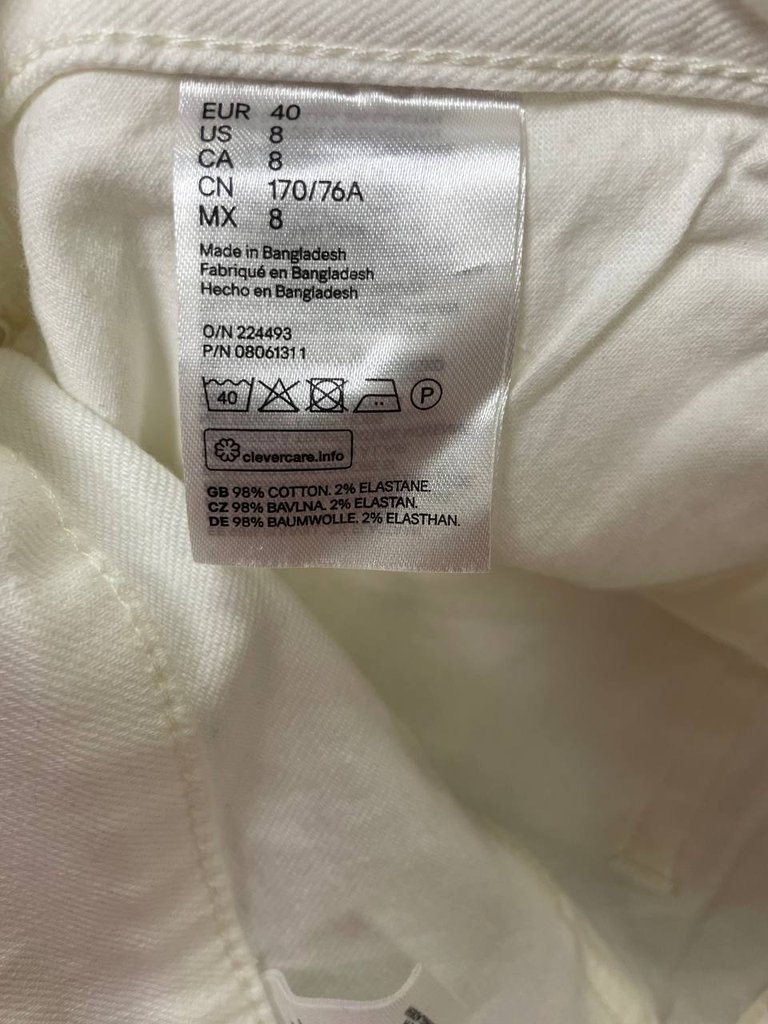 EUR 40
US 8
CA 8
CN 170/76A
MX 8
Made in Bangladesh
Fabriqué en Bangladesh
Hecho en Bangladesh
O/N 224493
P/N 08061311
40 P
clevercare.info
GB 98% COTTON. 2% ELASTANE.
CZ 98% BAVLNA. 2% ELASTAN.
DE 98% BAUMWOLLE. 2% ELASTHAN.